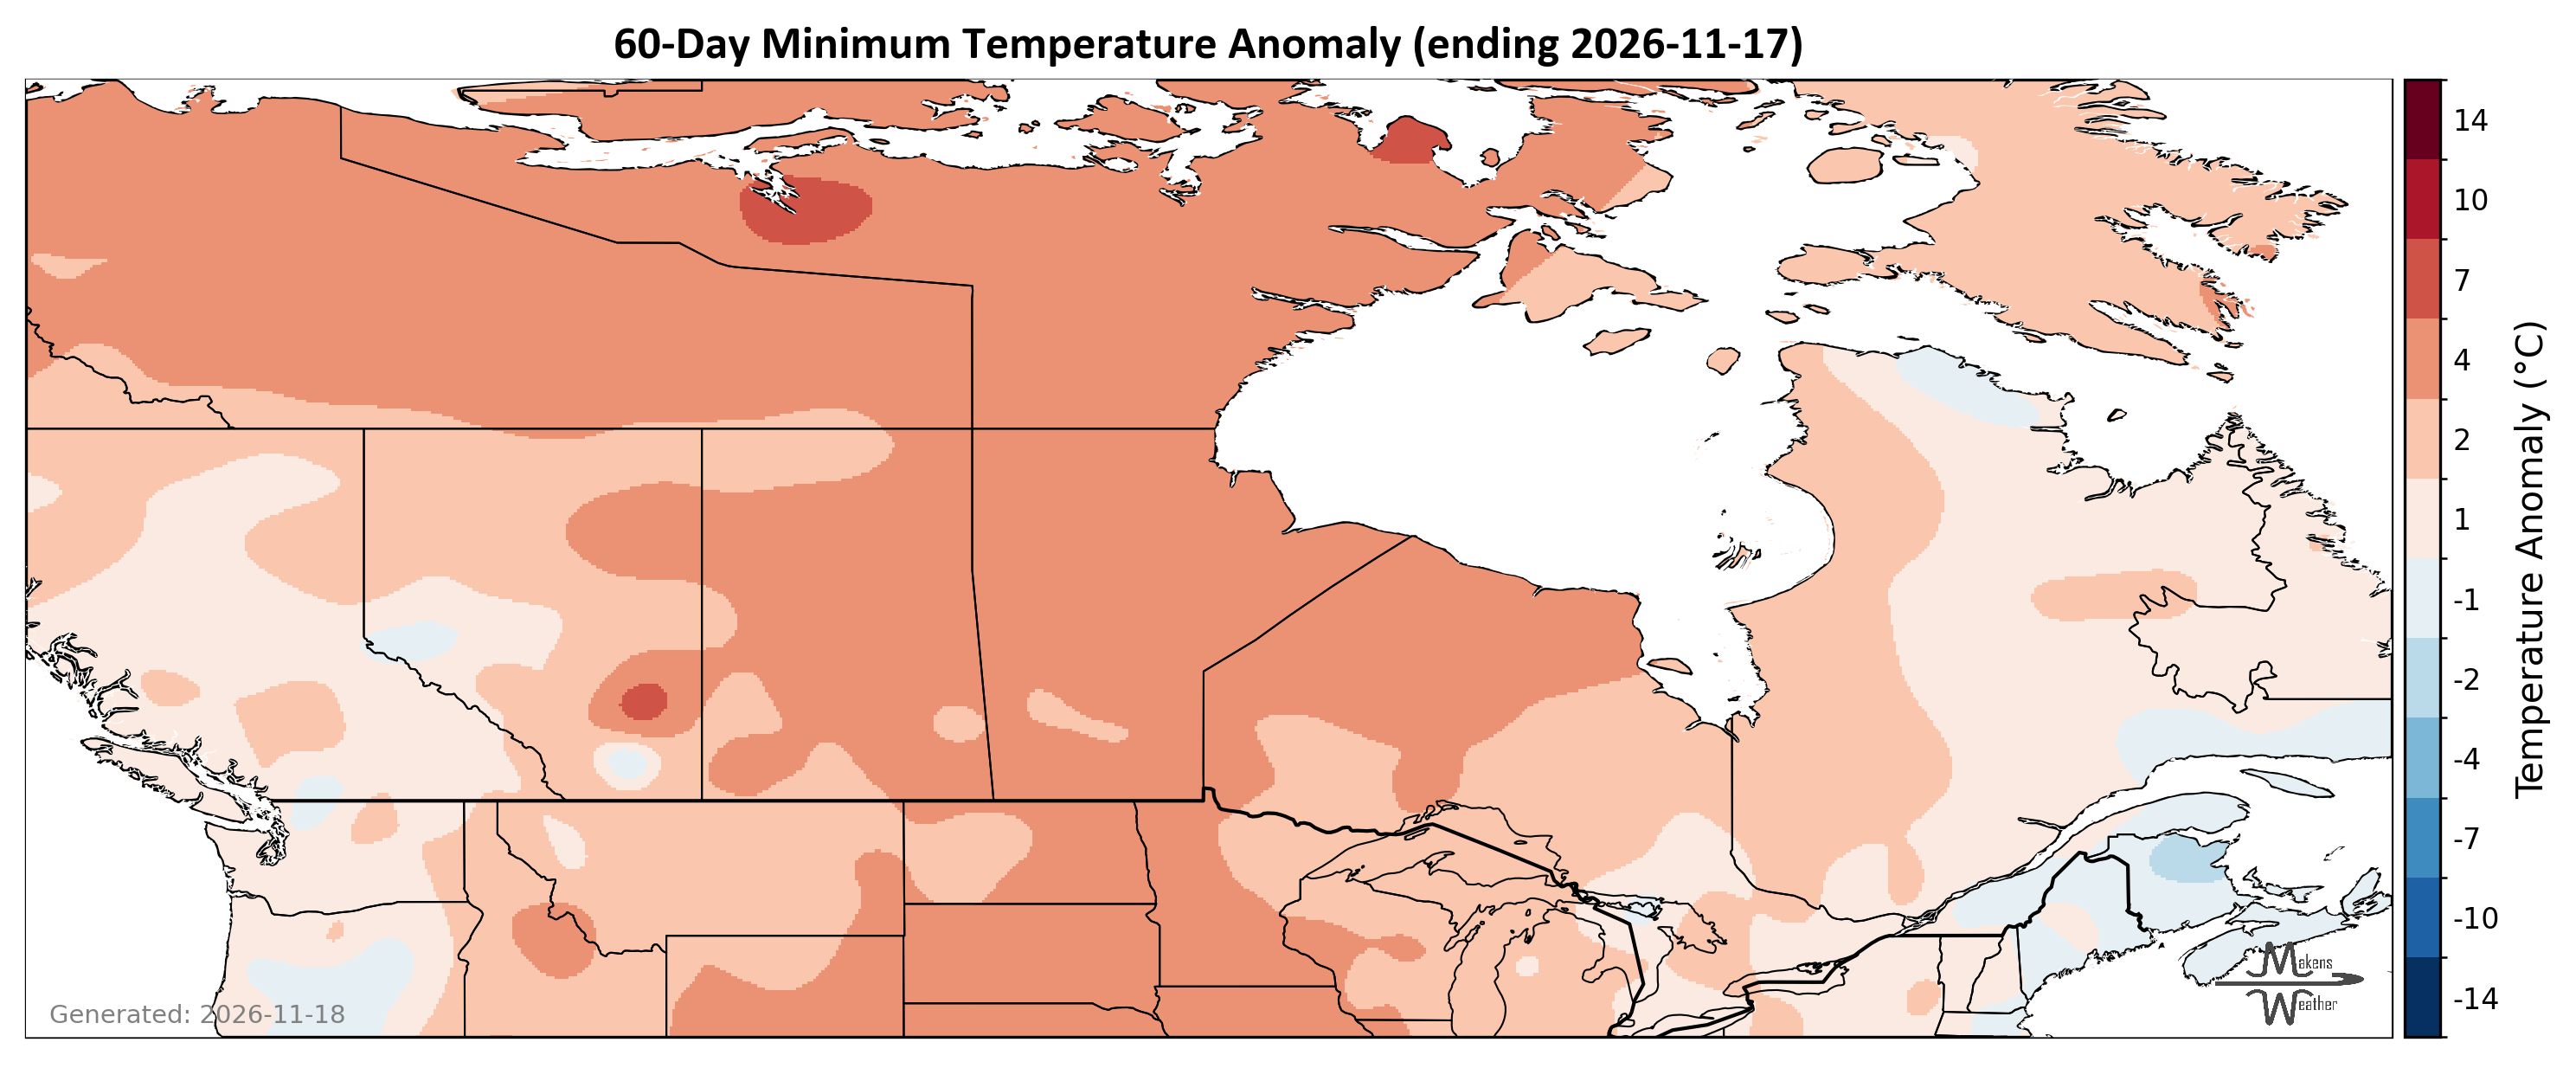 60-Day Minimum Temperature Anomaly (ending 2026-11-17)
14
10
7
4
2
1
-1
-2
-4
-7
-10
-14
Temperature Anomaly (°C)
Makens
Weather
Generated: 2026-11-18